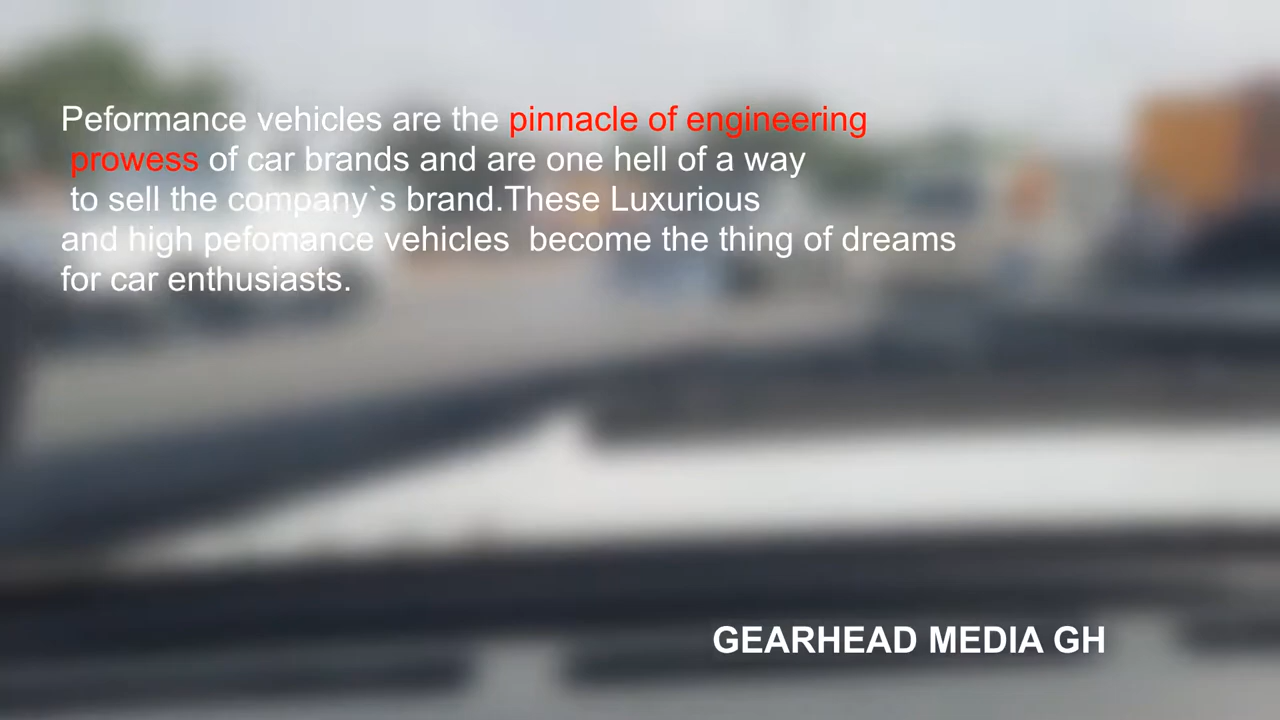 Peformance vehicles are the pinnacle of engineering
prowess of car brands and are one hell of a way
to sell the company`s brand.These Luxurious
and high pefomance vehicles  become the thing of dreams
for car enthusiasts.
GEARHEAD MEDIA GH